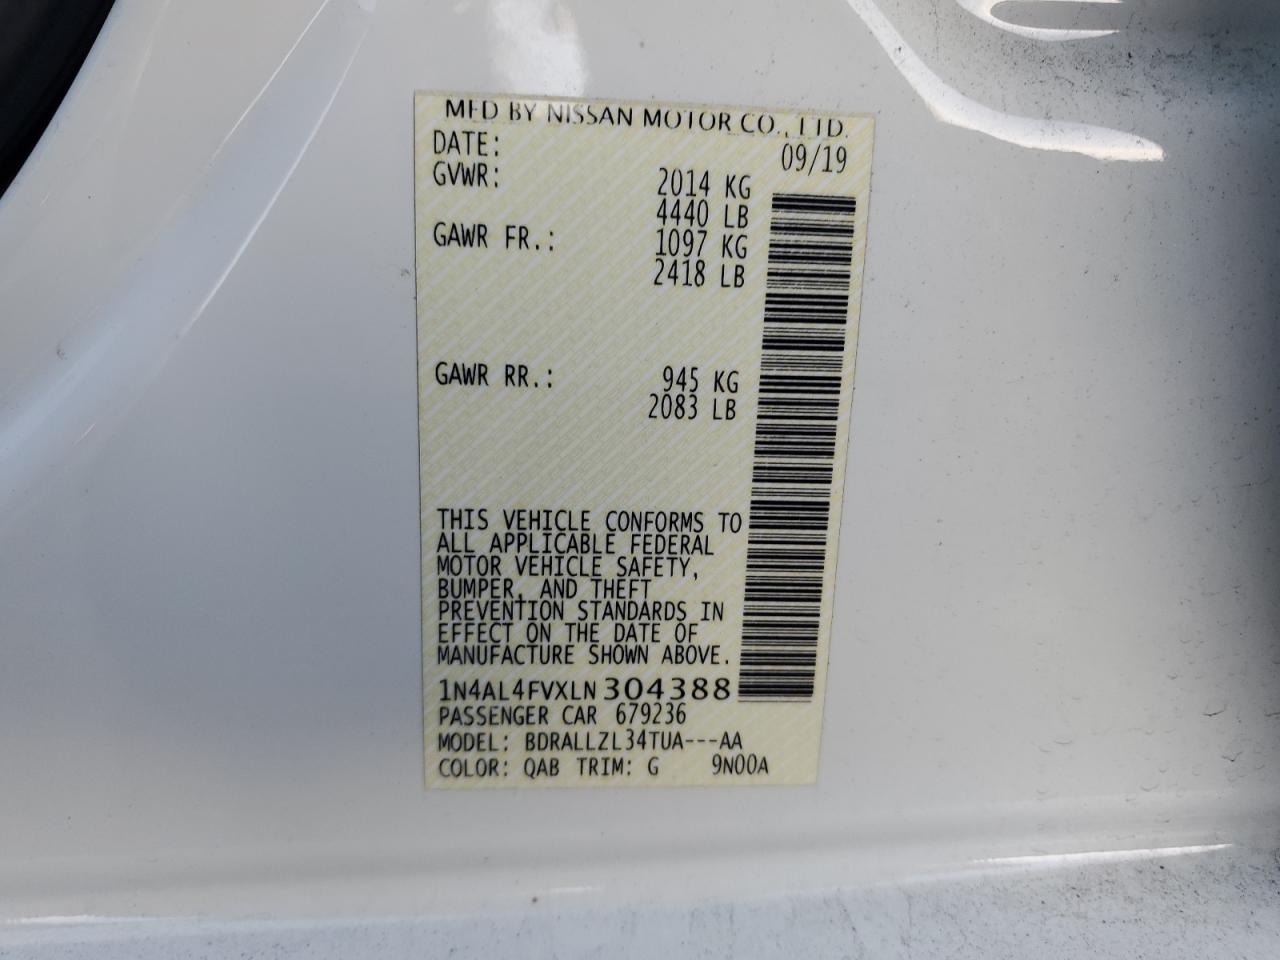 MFD BY NISSAN MOTOR CO., LTD.
DATE: 09/19
GVWR: 2014 KG
4440 LB
GAWR FR.: 1097 KG
2418 LB
GAWR RR.: 945 KG
2083 LB
THIS VEHICLE CONFORMS TO
ALL APPLICABLE FEDERAL
MOTOR VEHICLE SAFETY,
BUMPER, AND THEFT
PREVENTION STANDARDS IN
EFFECT ON THE DATE OF
MANUFACTURE SHOWN ABOVE.
1N4AL4FVXLN304388
PASSENGER CAR 679236
MODEL: BDRALLZL34TUA---AA
COLOR: QAB TRIM: G 9N00A